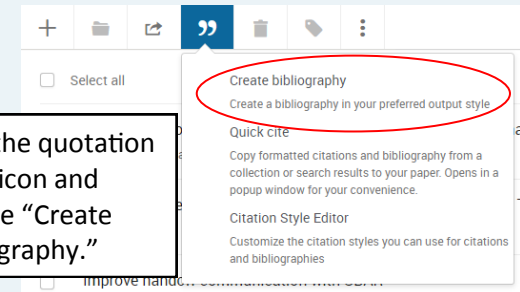 Select all
Create bibliography
Create a bibliography in your preferred output style
Quick cite
Copy formatted citations and bibliography from a
collection or search results to your paper. Opens in a
popup window for your convenience.
Citation Style Editor
Customize the citation styles you can use for citations
and bibliographies
the quotation
icon and
e “Create
graphy.”
Improve handoff communication with SBAR